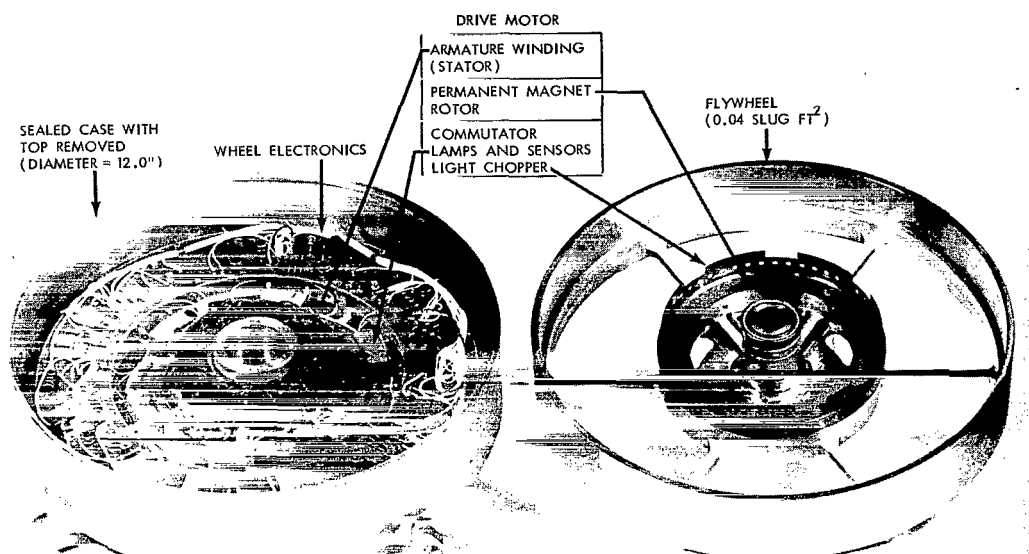 DRIVE MOTOR
ARMATURE WINDING
(STATOR)
PERMANENT MAGNET
ROTOR
COMMUTATOR
LAMPS AND SENSORS
LIGHT CHOPPER
SEALED CASE WITH
TOP REMOVED
(DIAMETER = 12.0")
WHEEL ELECTRONICS
FLYWHEEL
(0.04 SLUG FT²)